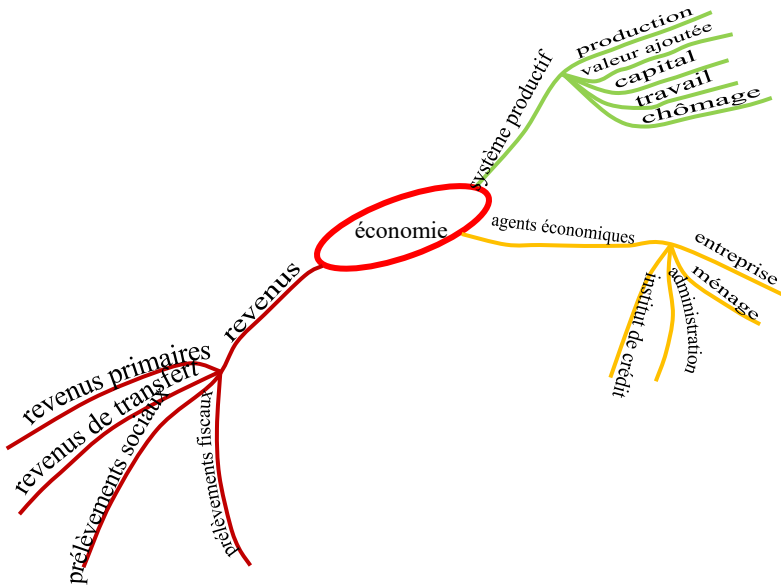 production
valeur ajoutée
capital
travail
chômage
système productif
économie
agents économiques
entreprise
ménage
administration
institut de crédit
revenus
revenus primaires
revenus de transfert
prélèvements sociaux
prélèvements fiscaux